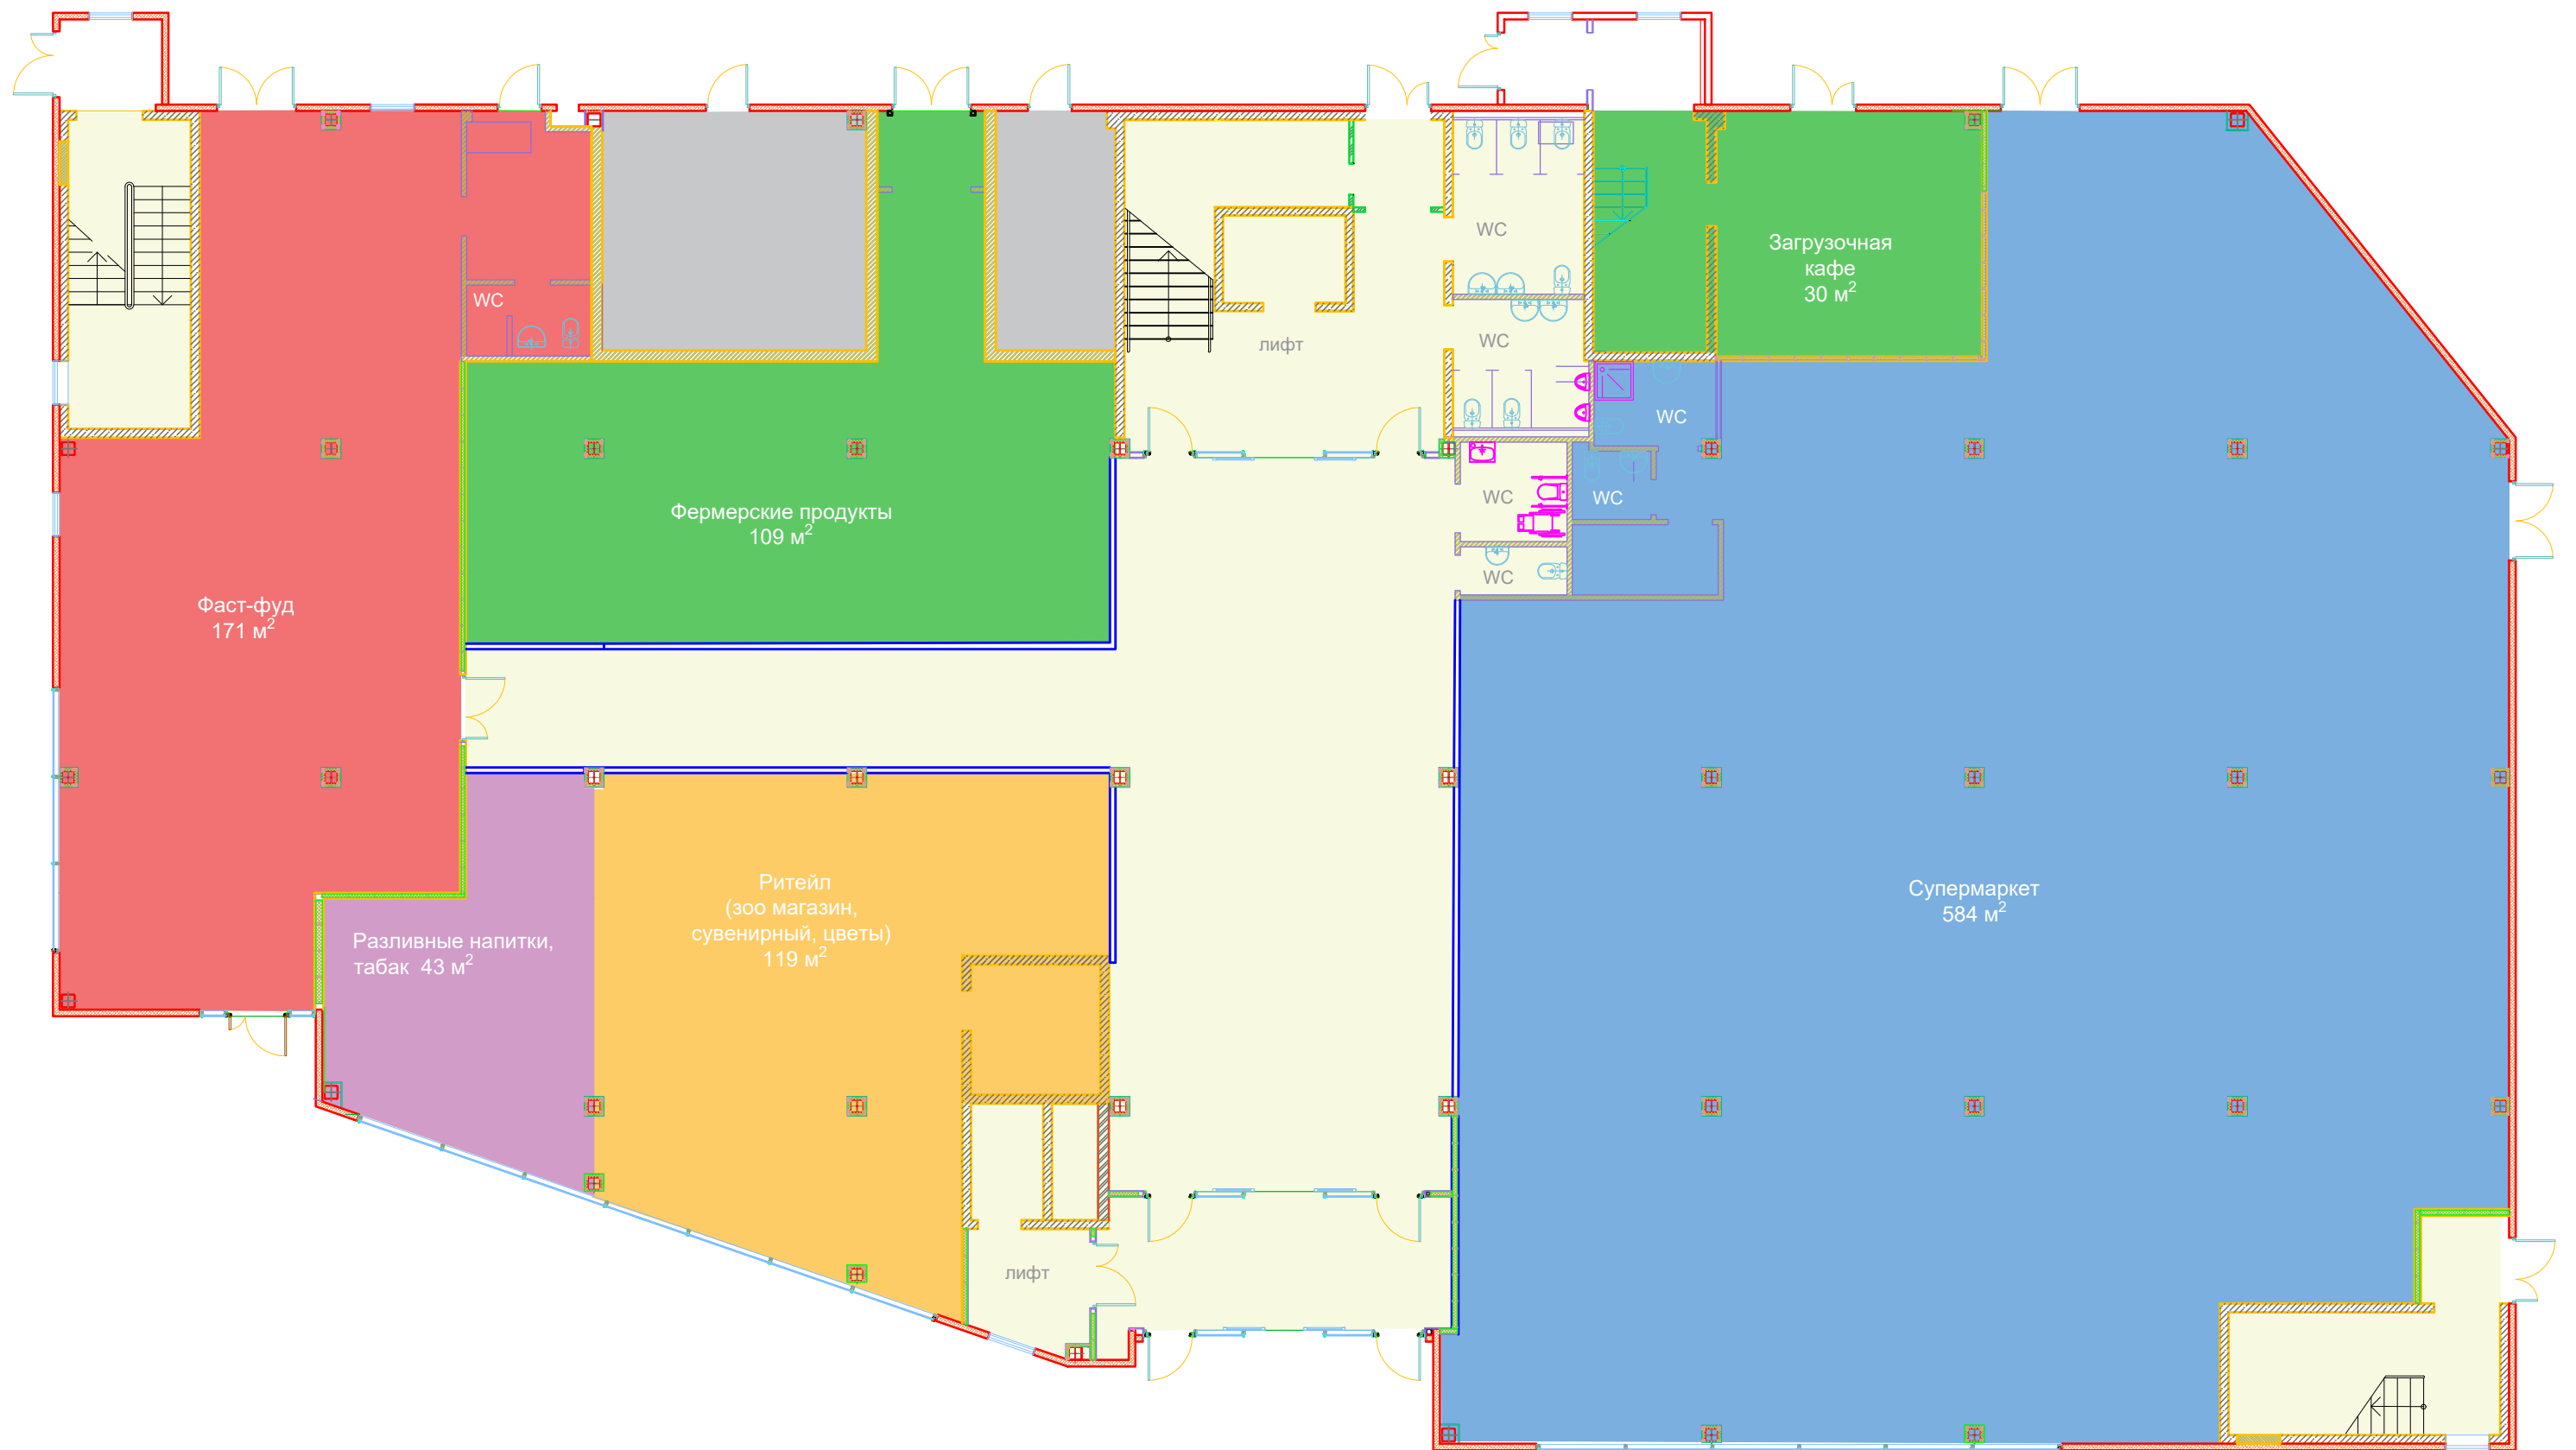 WC
WC
Загрузочная
кафе
30 м²
WC
лифт
WC
WC
WC
WC
Фермерские продукты
109 м²
Фаст-фуд
171 м²
Ритейл
(зоо магазин,
сувенирный, цветы)
119 м²
Супермаркет
584 м²
Разливные напитки,
табак  43 м²
лифт